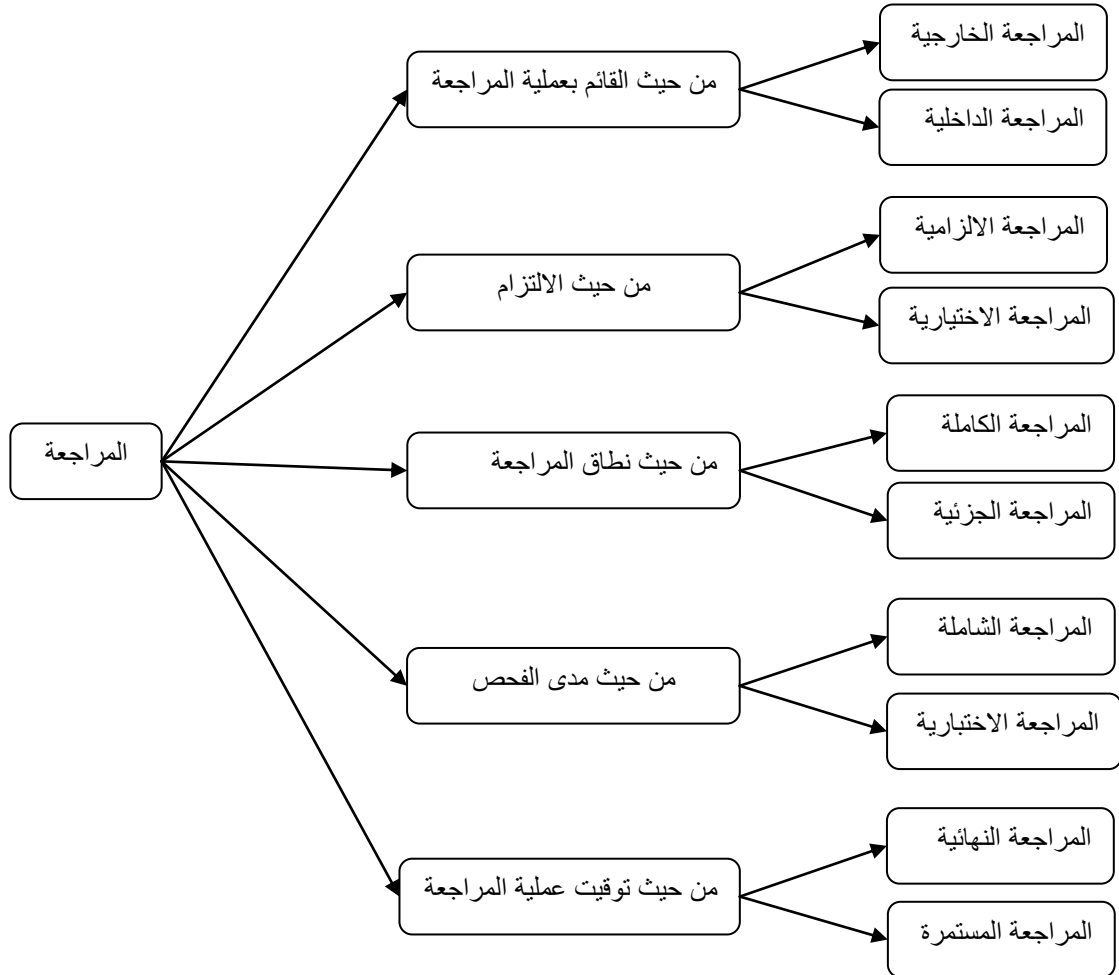 المراجعة
من حيث القائم بعملية المراجعة
المراجعة الخارجية
المراجعة الداخلية
من حيث الالتزام
المراجعة الالزامية
المراجعة الاختيارية
من حيث نطاق المراجعة
المراجعة الكاملة
المراجعة الجزئية
من حيث مدى الفحص
المراجعة الشاملة
المراجعة الاختبارية
من حيث توقيت عملية المراجعة
المراجعة النهائية
المراجعة المستمرة